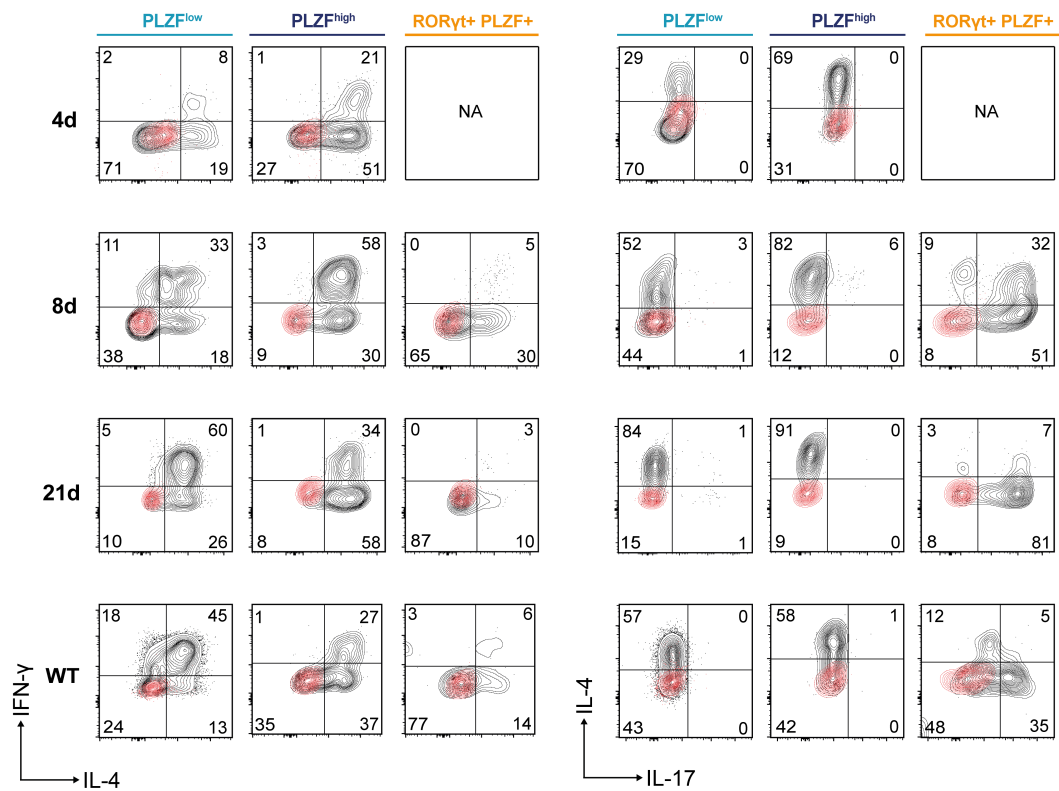 PLZFlow PLZFhigh RORγt+ PLZF+ PLZFlow PLZFhigh RORγt+ PLZF+
2 8 1 21 29 0 69 0
4d NA NA
71 19 27 51 70 0 31 0
11 33 3 58 0 5 52 3 82 6 9 32
8d
38 18 9 30 65 30 44 1 12 0 8 51
5 60 1 34 0 3 84 1 91 0 3 7
21d
10 26 8 58 87 10 15 1 9 0 8 81
18 45 1 27 3 6 57 0 58 1 12 5
WT
24 13 35 37 77 14 43 0 42 0 48 35
IFN-γ IL-4
IL-4 IL-17